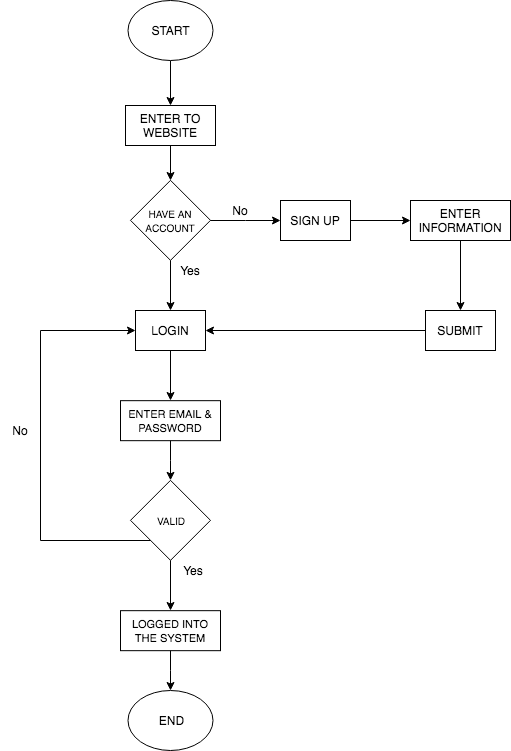 START
ENTER TO
WEBSITE
HAVE AN
ACCOUNT
No
SIGN UP
ENTER
INFORMATION
Yes
LOGIN
SUBMIT
ENTER EMAIL &
PASSWORD
No
VALID
Yes
LOGGED INTO
THE SYSTEM
END